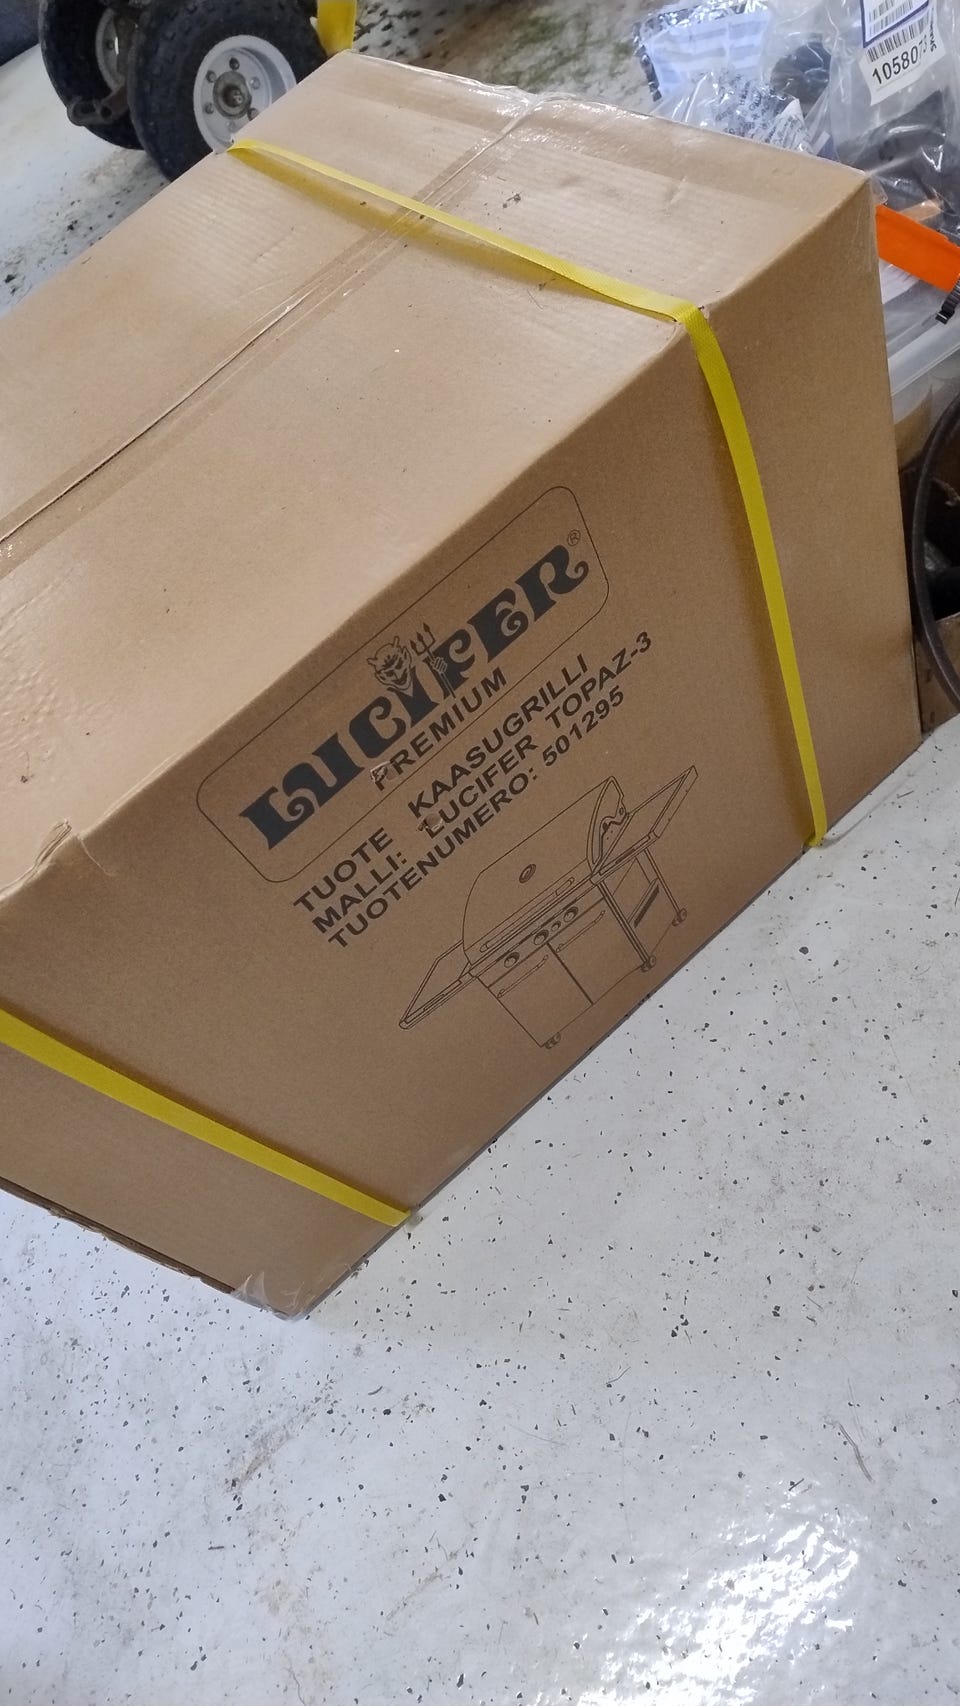 LUCIFER®
PREMIUM
TUOTE KAASUGRILLI
MALLI: LUCIFER TOPAZ-3
TUOTENUMERO: 501295